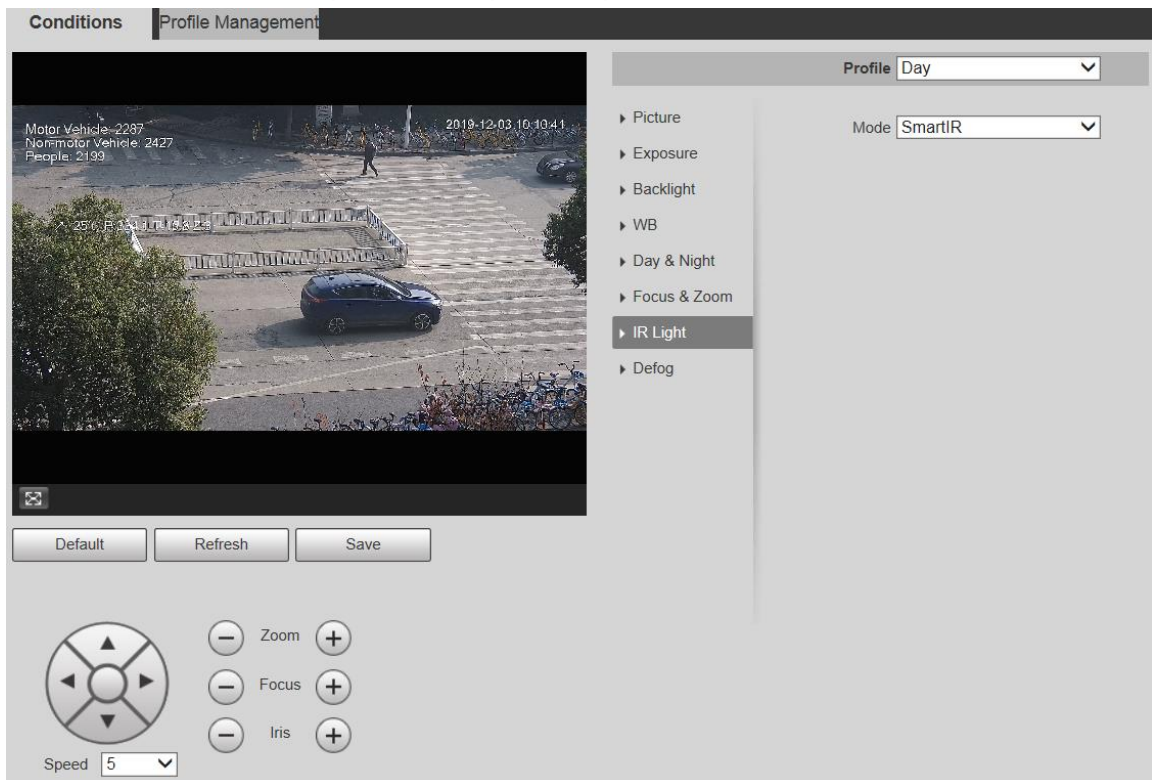 Conditions
Profile Management
Profile Day
Motor Vehicle: 2287
Non-motor Vehicle: 2427
People: 2199
2019-12-03 10:10:41
Picture
Mode SmartIR
Exposure
Backlight
WB
Day & Night
Focus & Zoom
IR Light
Defog
Default
Refresh
Save
Zoom
Focus
Iris
Speed 5